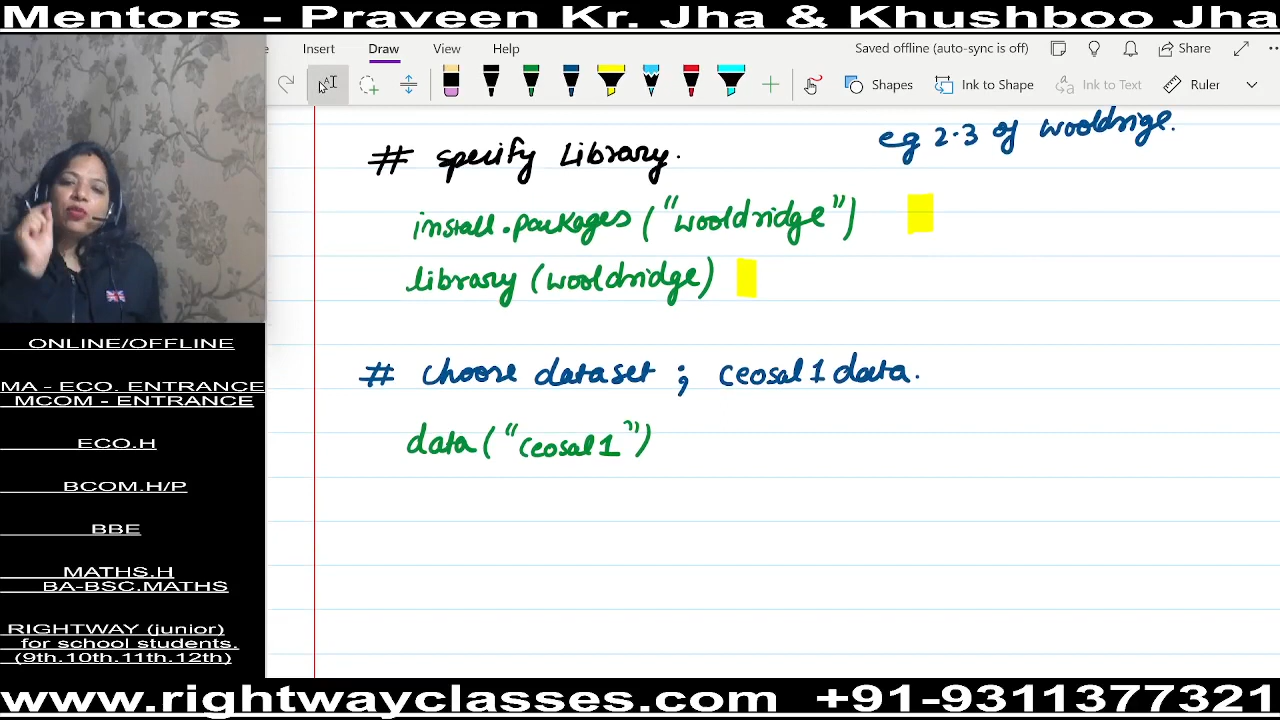 Mentors - Praveen Kr. Jha & Khushboo Jha
Insert Draw View Help
Saved offline (auto-sync is off)
Share
Shapes
Ink to Shape
Ink to Text
Ruler
eg 2.3 of wooldrige.
# specify Library.
install.packages ("wooldridge")
library (wooldridge)
# choose dataset ; ceosal1 data.
data ("ceosal1")
ONLINE/OFFLINE
MA - ECO. ENTRANCE
MCOM - ENTRANCE
ECO.H
BCOM.H/P
BBE
MATHS.H
BA-BSC.MATHS
RIGHTWAY (junior)
for school students.
(9th.10th.11th.12th)
www.rightwayclasses.com +91-9311377321